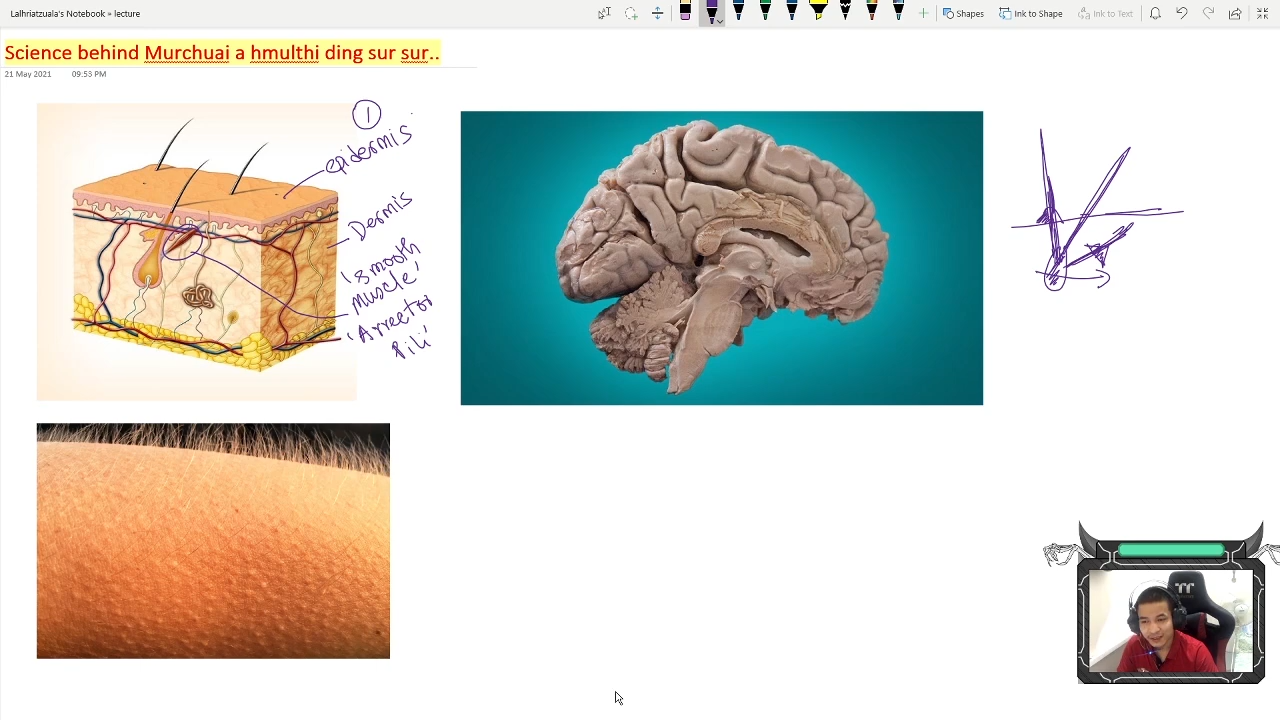 Lalhriatzuala's Notebook » lecture
Shapes
Ink to Shape
Ink to Text
Science behind Murchuai a hmulthi ding sur sur..
21 May 2021 09:53 PM
1
epidermis
Dermis
'smooth
Muscle'
'Arrector
Pili'